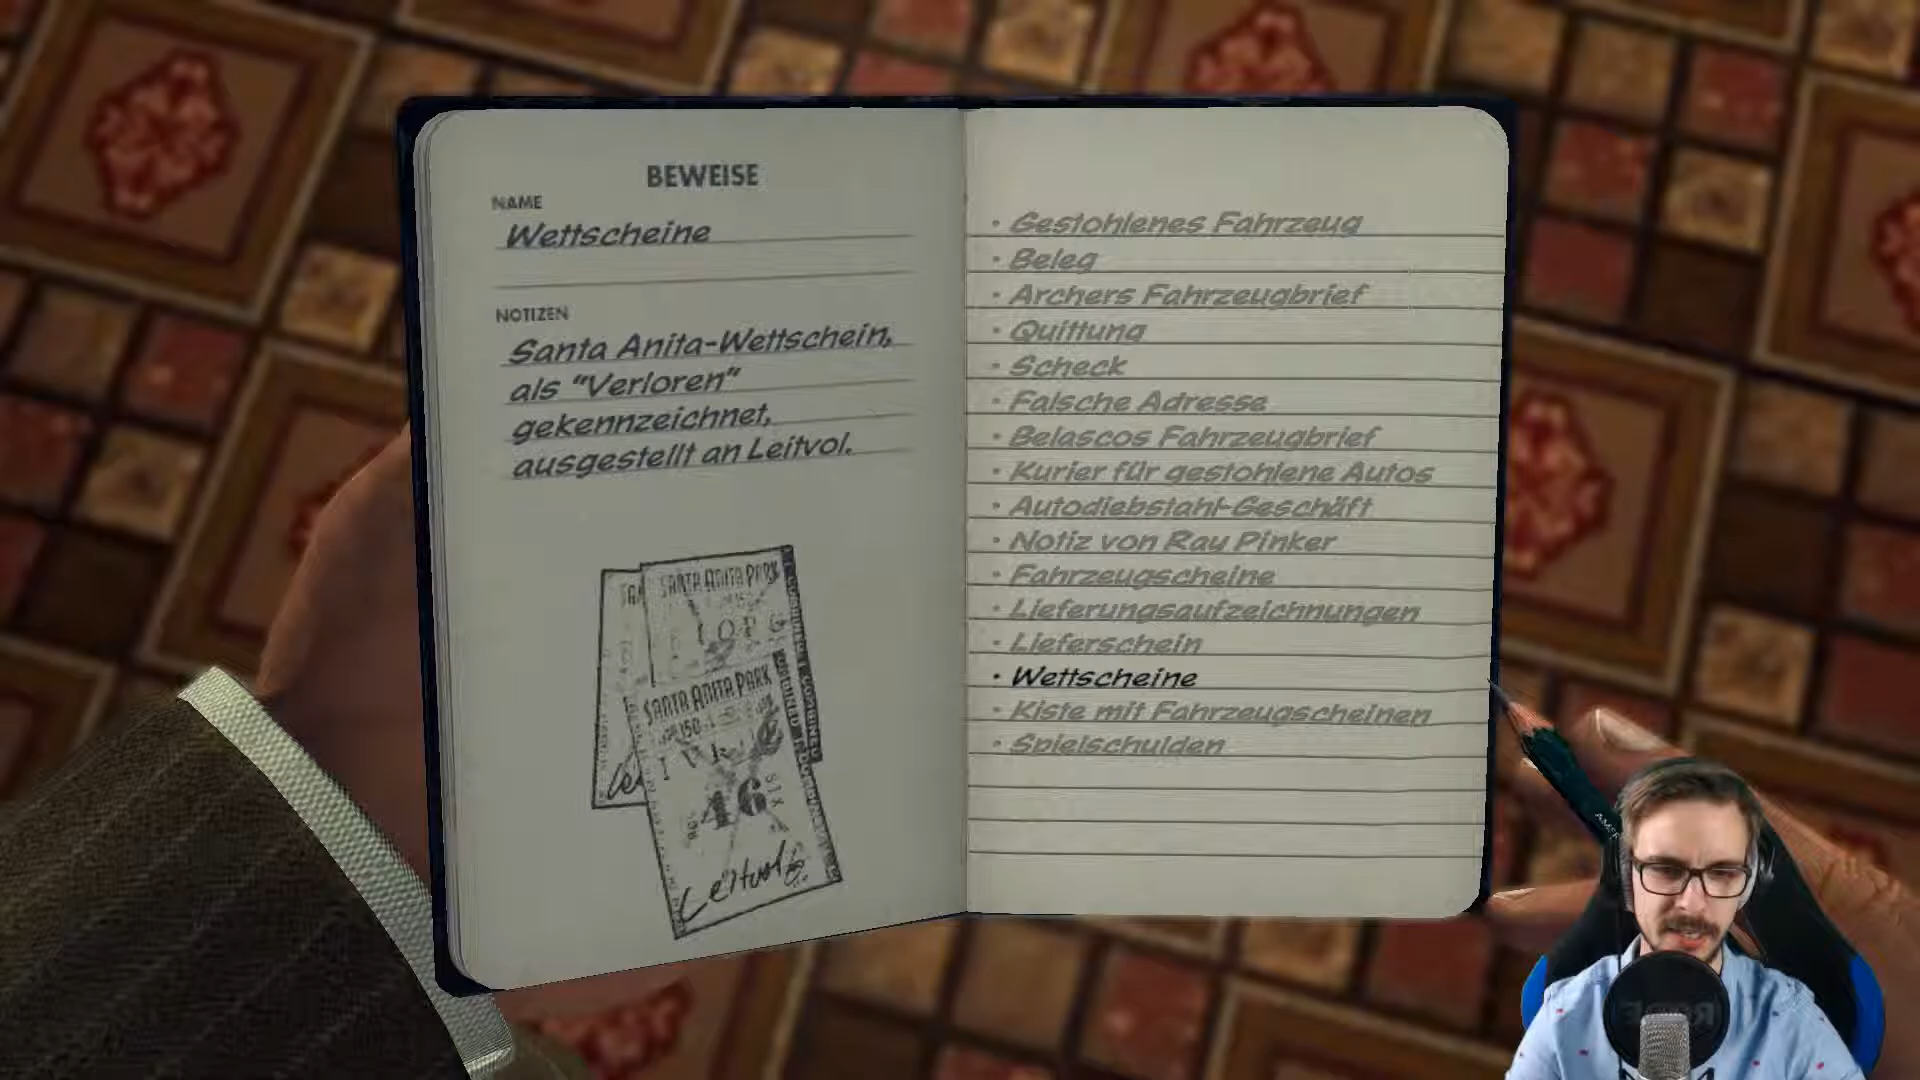 BEWEISE
NAME
Wettscheine
NOTIZEN
Santa Anita-Wettschein,
als "Verloren"
gekennzeichnet,
ausgestellt an Leitvol.
SANTA ANITA PARK
SANTA ANITA PARK
SIX
46
Leitvol
• Gestohlenes Fahrzeug
• Beleg
• Archers Fahrzeugbrief
• Quittung
• Scheck
• Falsche Adresse
• Belascos Fahrzeugbrief
• Kurier für gestohlene Autos
• Autodiebstahl-Geschäft
• Notiz von Ray Pinker
• Fahrzeugscheine
• Lieferungsaufzeichnungen
• Lieferschein
• Wettscheine
• Kiste mit Fahrzeugscheinen
• Spielschulden